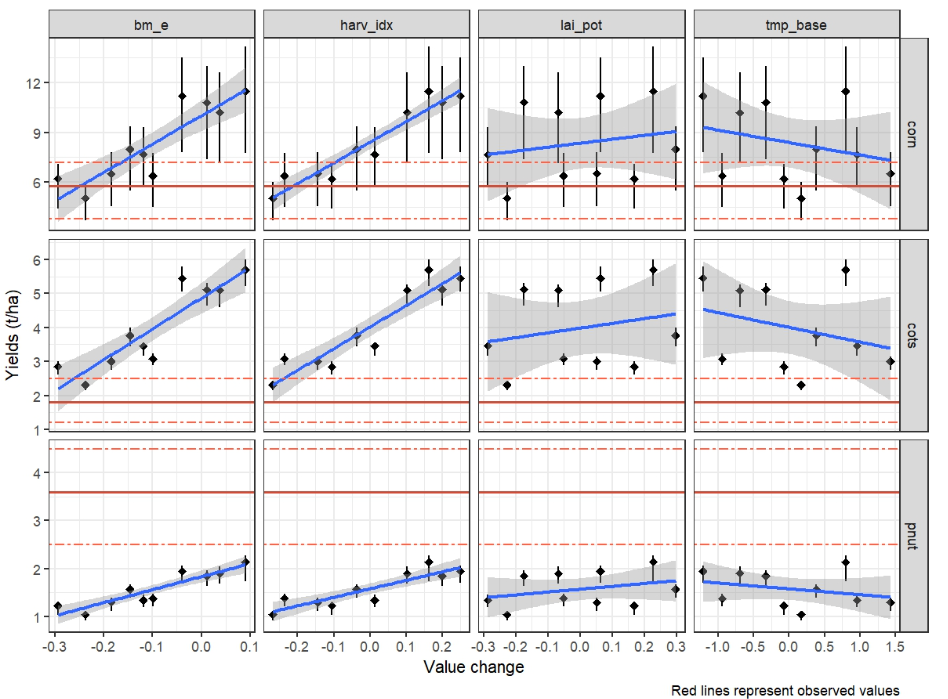 bm_e harv_idx lai_pot tmp_base
12
9
6
corn
6
5
4
3
2
1
cots
4
3
2
1
pnut
-0.3 -0.2 -0.1 0.0 0.1 -0.2 -0.1 0.0 0.1 0.2 -0.3 -0.2 -0.1 0.0 0.1 0.2 0.3 -1.0 -0.5 0.0 0.5 1.0 1.5
Yields (t/ha)
Value change
Red lines represent observed values